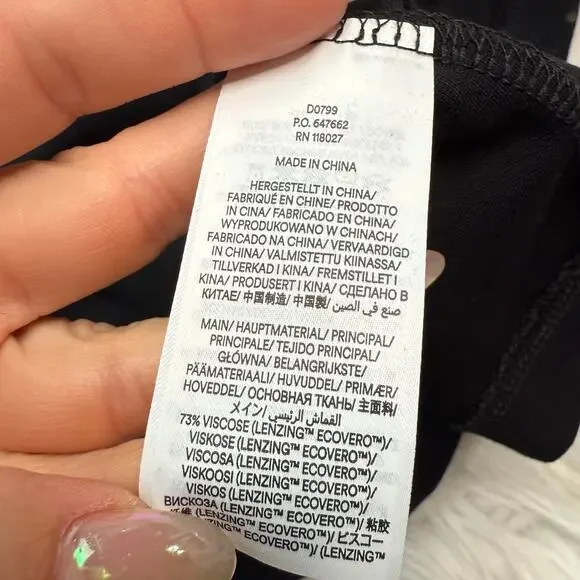 D0799
P.O. 647662
RN 118027
MADE IN CHINA
HERGESTELLT IN CHINA/
FABRIQUÉ EN CHINE/ PRODOTTO
IN CINA/ FABRICADO EN CHINA/
WYPRODUKOWANO W CHINACH/
FABRICADO NA CHINA/ VERVAARDIGD
IN CHINA/ VALMISTETTU KIINASSA/
TILLVERKAD I KINA/ FREMSTILLET I
KINA/ PRODUSERT I KINA/ СДЕЛАНО В
КИТАЕ/ 中国制造/ 中国製/ صنع في الصين
MAIN/ HAUPTMATERIAL/ PRINCIPAL/
PRINCIPALE/ TEJIDO PRINCIPAL/
GŁÓWNA/ BELANGRIJKSTE/
PÄÄMATERIAALI/ HUVUDDEL/ PRIMÆR/
HOVEDDEL/ ОСНОВНАЯ ТКАНЬ/ 主面料/
メイン/ القماش الرئيسي/
73% VISCOSE (LENZING™ ECOVERO™)/
VISKOSE (LENZING™ ECOVERO™)/
VISCOSA (LENZING™ ECOVERO™)/
VISKOOSI (LENZING™ ECOVERO™)/
VISKOS (LENZING™ ECOVERO™)/
ВИСКОЗА (LENZING™ ECOVERO™)/ 粘胶
纤维 (LENZING™ ECOVERO™)/ ビスコー
(LENZING™ ECOVERO™)/ (LENZING™